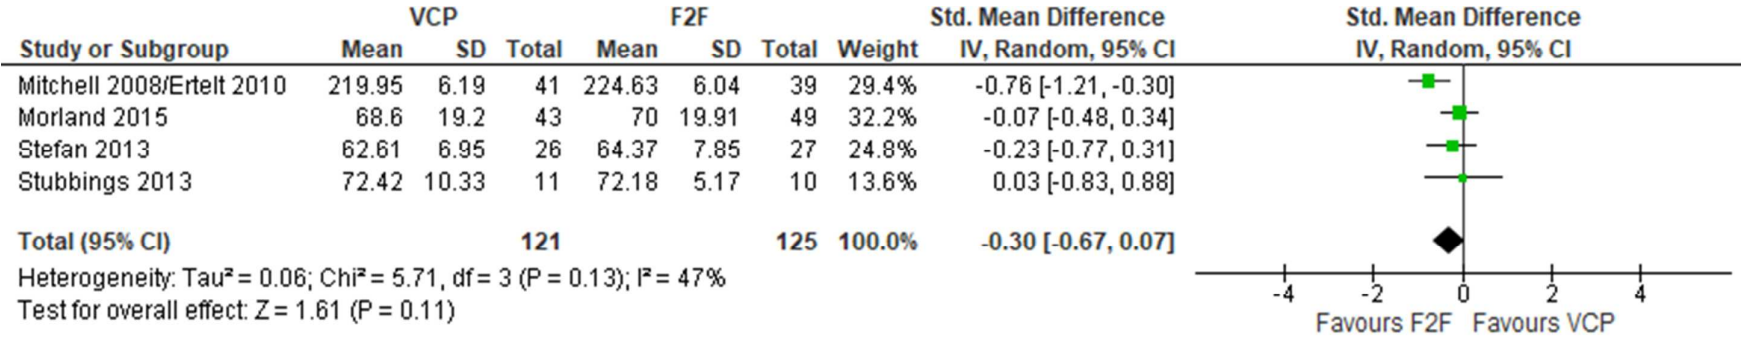 VCP F2F Std. Mean Difference Std. Mean Difference
Study or Subgroup Mean SD Total Mean SD Total Weight IV, Random, 95% CI IV, Random, 95% CI
Mitchell 2008/Ertelt 2010 219.95 6.19 41 224.63 6.04 39 29.4% -0.76 [-1.21, -0.30]
Morland 2015 68.6 19.2 43 70 19.91 49 32.2% -0.07 [-0.48, 0.34]
Stefan 2013 62.61 6.95 26 64.37 7.85 27 24.8% -0.23 [-0.77, 0.31]
Stubbings 2013 72.42 10.33 11 72.18 5.17 10 13.6% 0.03 [-0.83, 0.88]
Total (95% CI) 121 125 100.0% -0.30 [-0.67, 0.07]
Heterogeneity: Tau² = 0.06; Chi² = 5.71, df = 3 (P = 0.13); I² = 47%
Test for overall effect: Z = 1.61 (P = 0.11)
-4 -2 0 2 4
Favours F2F Favours VCP